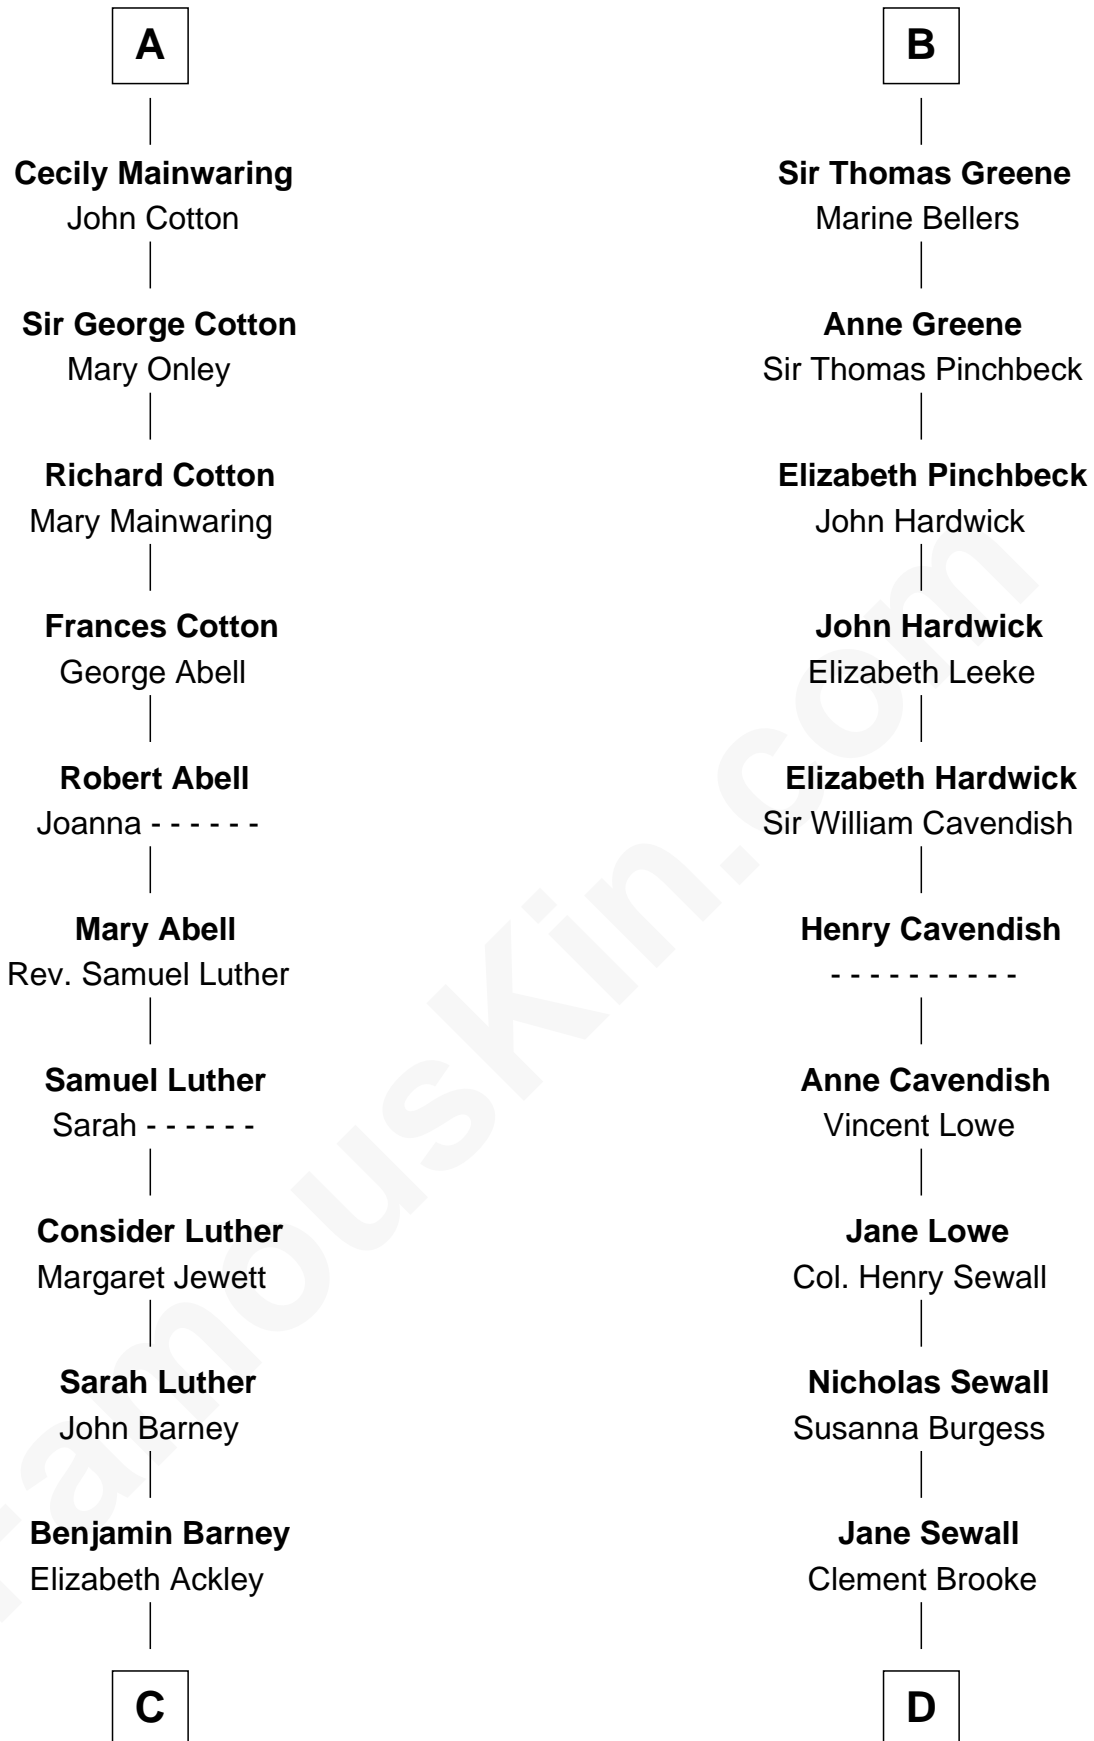 A
Cecily Mainwaring
John Cotton
Sir George Cotton
Mary Onley
Richard Cotton
Mary Mainwaring
Frances Cotton
George Abell
Robert Abell
Joanna - - - - - -
Mary Abell
Rev. Samuel Luther
Samuel Luther
Sarah - - - - - -
Consider Luther
Margaret Jewett
Sarah Luther
John Barney
Benjamin Barney
Elizabeth Ackley
C
B
Sir Thomas Greene
Marine Bellers
Anne Greene
Sir Thomas Pinchbeck
Elizabeth Pinchbeck
John Hardwick
John Hardwick
Elizabeth Leeke
Elizabeth Hardwick
Sir William Cavendish
Henry Cavendish
- - - - - - - - - -
Anne Cavendish
Vincent Lowe
Jane Lowe
Col. Henry Sewall
Nicholas Sewall
Susanna Burgess
Jane Sewall
Clement Brooke
D
FamousKin.com